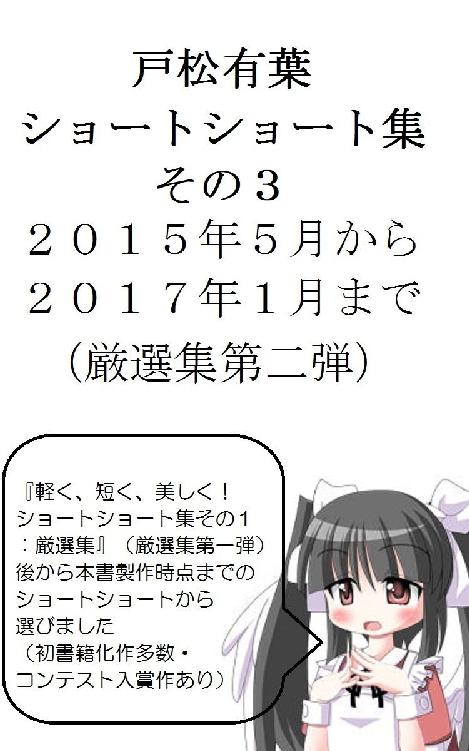 戸松有葉
ショートショート集
その３
２０１５年５月から
２０１７年１月まで
（厳選集第二弾）
『軽く、短く、美しく！
ショートショート集その１
：厳選集』（厳選集第一弾）
後から本書製作時点までの
ショートショートから
選びました
（初書籍化作多数・
コンテスト入賞作あり）